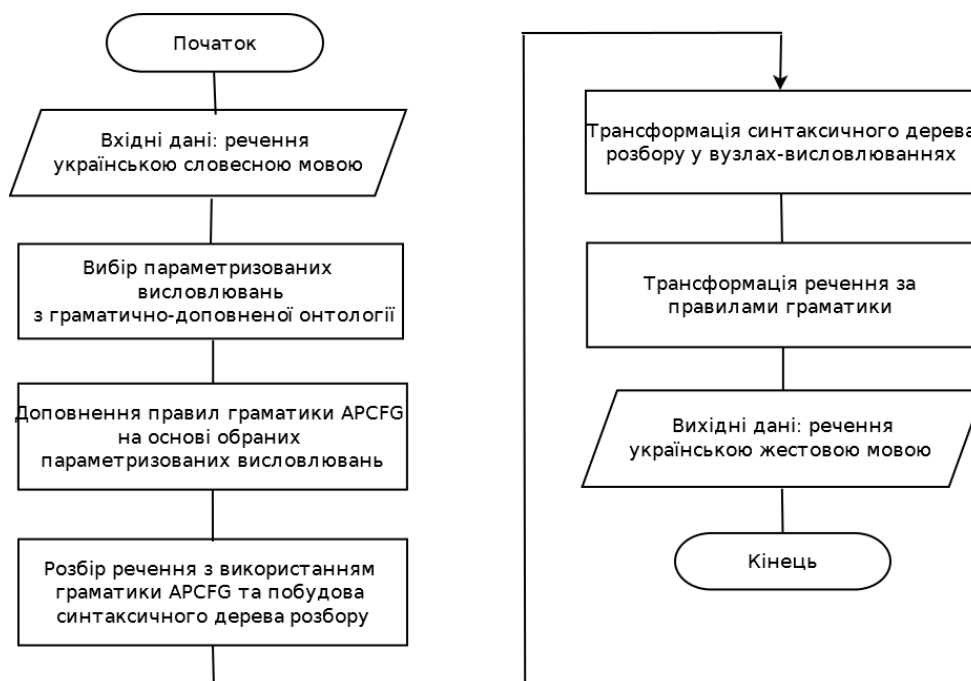 Початок
Вхідні дані: речення
українською словесною мовою
Вибір параметризованих
висловлювань
з граматично-доповненої онтології
Доповнення правил граматики APCFG
на основі обраних
параметризованих висловлювань
Розбір речення з використанням
граматики APCFG та побудова
синтаксичного дерева розбору
Трансформація синтаксичного дерева
розбору у вузлах-висловлюваннях
Трансформація речення за
правилами граматики
Вихідні дані: речення
українською жестовою мовою
Кінець